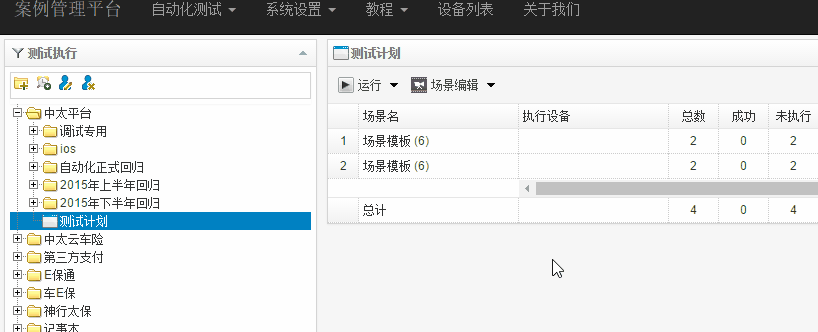 案例管理平台 自动化测试 系统设置 教程 设备列表 关于我们
测试执行
测试计划
运行 场景编辑
场景名 执行设备 总数 成功 未执行
1 场景模板 (6) 2 0 2
2 场景模板 (6) 2 0 2
总计 4 0 4
中太平台
调试专用
ios
自动化正式回归
2015年上半年回归
2015年下半年回归
测试计划
中太云车险
第三方支付
E保通
车E保
神行太保
记事本